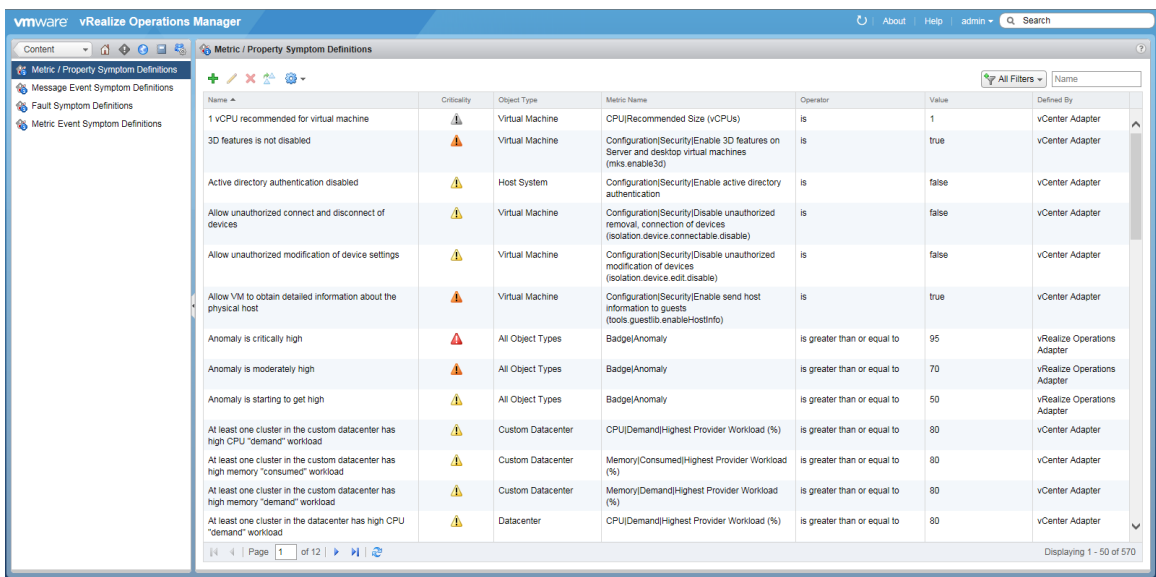 vmware vRealize Operations Manager
About Help admin Search
Content
Metric / Property Symptom Definitions
Message Event Symptom Definitions
Fault Symptom Definitions
Metric Event Symptom Definitions
Metric / Property Symptom Definitions
All Filters Name
Name Criticality Object Type Metric Name Operator Value Defined By
1 vCPU recommended for virtual machine Virtual Machine CPU|Recommended Size (vCPUs) is 1 vCenter Adapter
3D features is not disabled Virtual Machine Configuration|Security|Enable 3D features on is true vCenter Adapter
Server and desktop virtual machines
(mks.enable3d)
Active directory authentication disabled Host System Configuration|Security|Enable active directory is false vCenter Adapter
authentication
Allow unauthorized connect and disconnect of Virtual Machine Configuration|Security|Disable unauthorized is false vCenter Adapter
devices removal, connection of devices
(isolation.device.connectable.disable)
Allow unauthorized modification of device settings Virtual Machine Configuration|Security|Disable unauthorized is false vCenter Adapter
modification of devices
(isolation.device.edit.disable)
Allow VM to obtain detailed information about the Virtual Machine Configuration|Security|Enable send host is true vCenter Adapter
physical host information to guests
(tools.guestlib.enableHostInfo)
Anomaly is critically high All Object Types Badge|Anomaly is greater than or equal to 95 vRealize Operations
Adapter
Anomaly is moderately high All Object Types Badge|Anomaly is greater than or equal to 70 vRealize Operations
Adapter
Anomaly is starting to get high All Object Types Badge|Anomaly is greater than or equal to 50 vRealize Operations
Adapter
At least one cluster in the custom datacenter has Custom Datacenter CPU|Demand|Highest Provider Workload (%) is greater than or equal to 80 vCenter Adapter
high CPU "demand" workload
At least one cluster in the custom datacenter has Custom Datacenter Memory|Consumed|Highest Provider Workload is greater than or equal to 80 vCenter Adapter
high memory "consumed" workload (%)
At least one cluster in the custom datacenter has Custom Datacenter Memory|Demand|Highest Provider Workload is greater than or equal to 80 vCenter Adapter
high memory "demand" workload (%)
At least one cluster in the datacenter has high CPU Datacenter CPU|Demand|Highest Provider Workload (%) is greater than or equal to 80 vCenter Adapter
"demand" workload
Page 1 of 12 Displaying 1 - 50 of 570